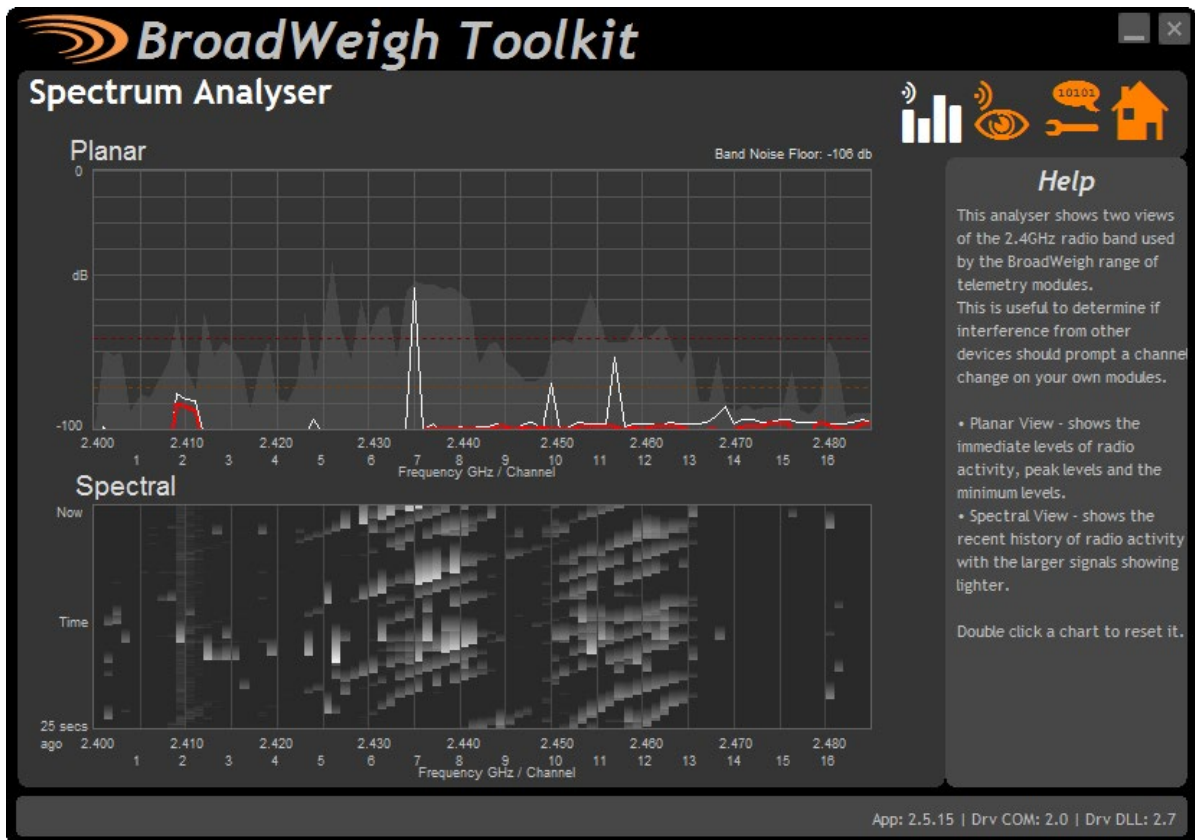 BroadWeigh Toolkit
Spectrum Analyser
10101
Planar
Band Noise Floor: -106 db
0
dB
-100
2.400 2.410 2.420 2.430 2.440 2.450 2.460 2.470 2.480
1 2 3 4 5 6 7 8 9 10 11 12 13 14 15 16
Frequency GHz / Channel
Spectral
Now
Time
25 secs
ago 2.400 2.410 2.420 2.430 2.440 2.450 2.460 2.470 2.480
1 2 3 4 5 6 7 8 9 10 11 12 13 14 15 16
Frequency GHz / Channel
Help
This analyser shows two views
of the 2.4GHz radio band used
by the BroadWeigh range of
telemetry modules.
This is useful to determine if
interference from other
devices should prompt a channel
change on your own modules.
• Planar View - shows the
immediate levels of radio
activity, peak levels and the
minimum levels.
• Spectral View - shows the
recent history of radio activity
with the larger signals showing
lighter.
Double click a chart to reset it.
App: 2.5.15 | Drv COM: 2.0 | Drv DLL: 2.7